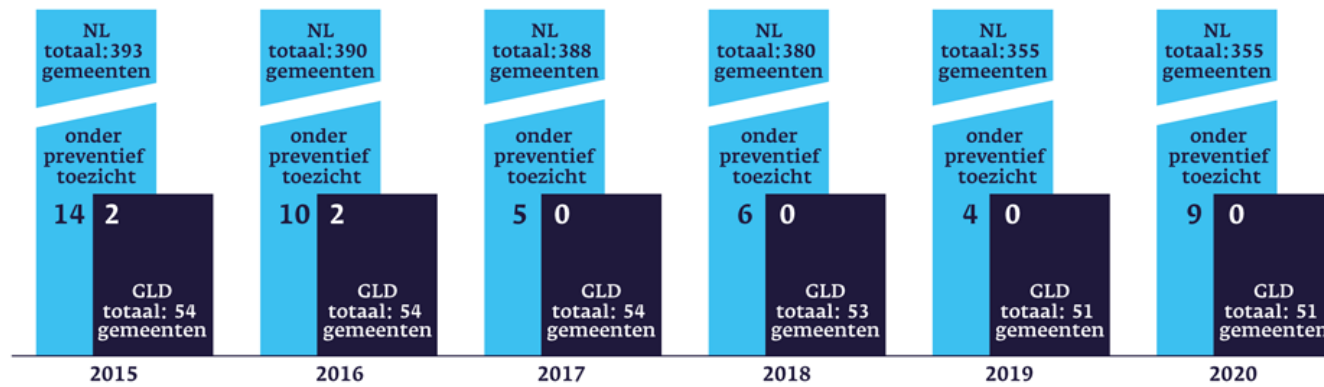 NL
totaal:393
gemeenten
onder
preventief
toezicht
14
2
GLD
totaal: 54
gemeenten
2015
NL
totaal:390
gemeenten
onder
preventief
toezicht
10
2
GLD
totaal: 54
gemeenten
2016
NL
totaal:388
gemeenten
onder
preventief
toezicht
5
0
GLD
totaal: 54
gemeenten
2017
NL
totaal:380
gemeenten
onder
preventief
toezicht
6
0
GLD
totaal: 53
gemeenten
2018
NL
totaal:355
gemeenten
onder
preventief
toezicht
4
0
GLD
totaal: 51
gemeenten
2019
NL
totaal:355
gemeenten
onder
preventief
toezicht
9
0
GLD
totaal: 51
gemeenten
2020